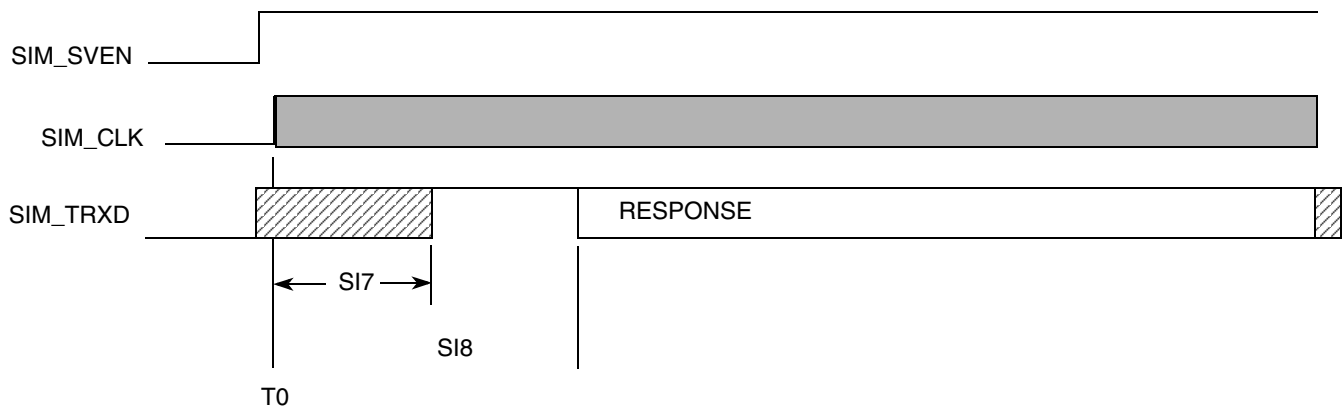 SIM_SVEN
SIM_CLK
SIM_TRXD
RESPONSE
SI7
SI8
T0